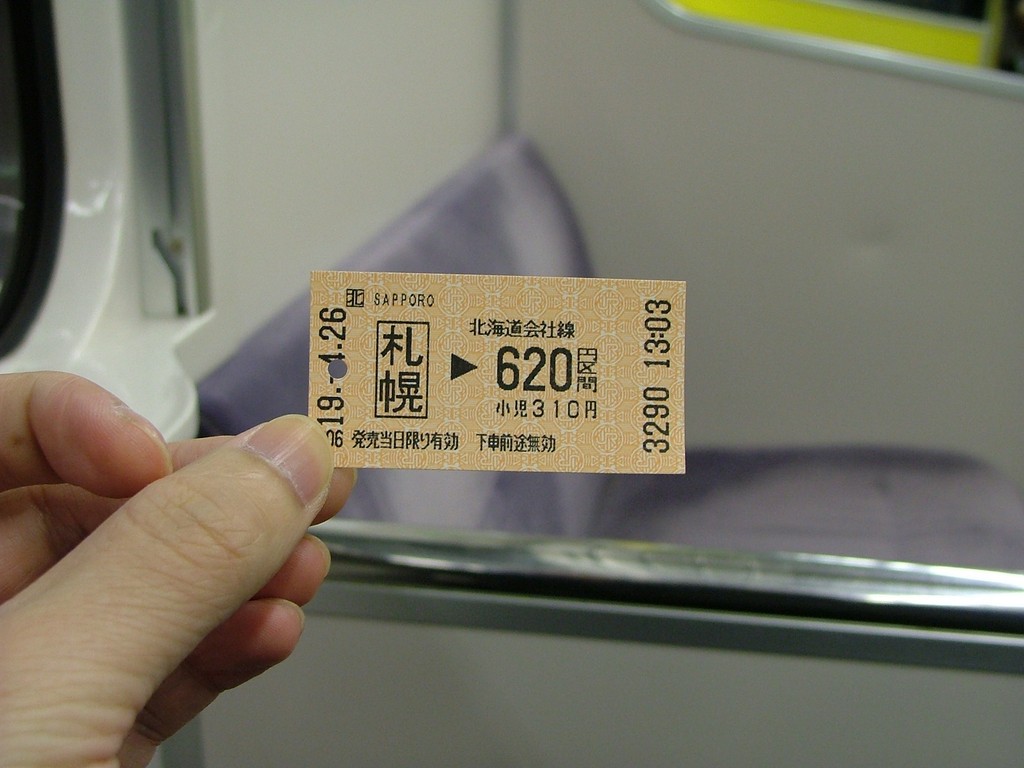 北 SAPPORO
札幌 ▶ 北海道会社線 620円区間
小児310円
発売当日限り有効 下車前途無効
19.-4.26
06
3290 13:03